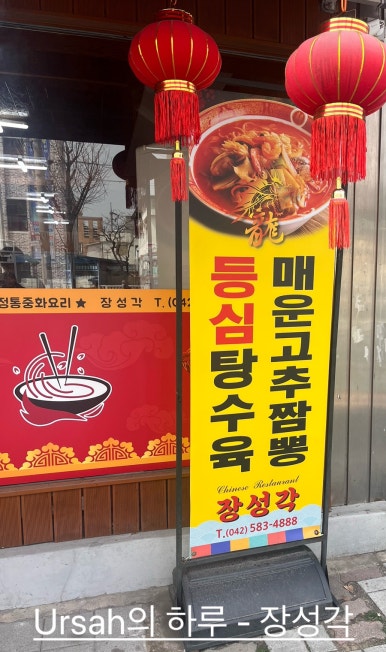 정통중화요리★ 장성각 T. (042
龍
매운고추짬뽕
등심탕수육
Chinese Restaurant
장성각
T.(042) 583-4888
Ursah의 하루 - 장성각